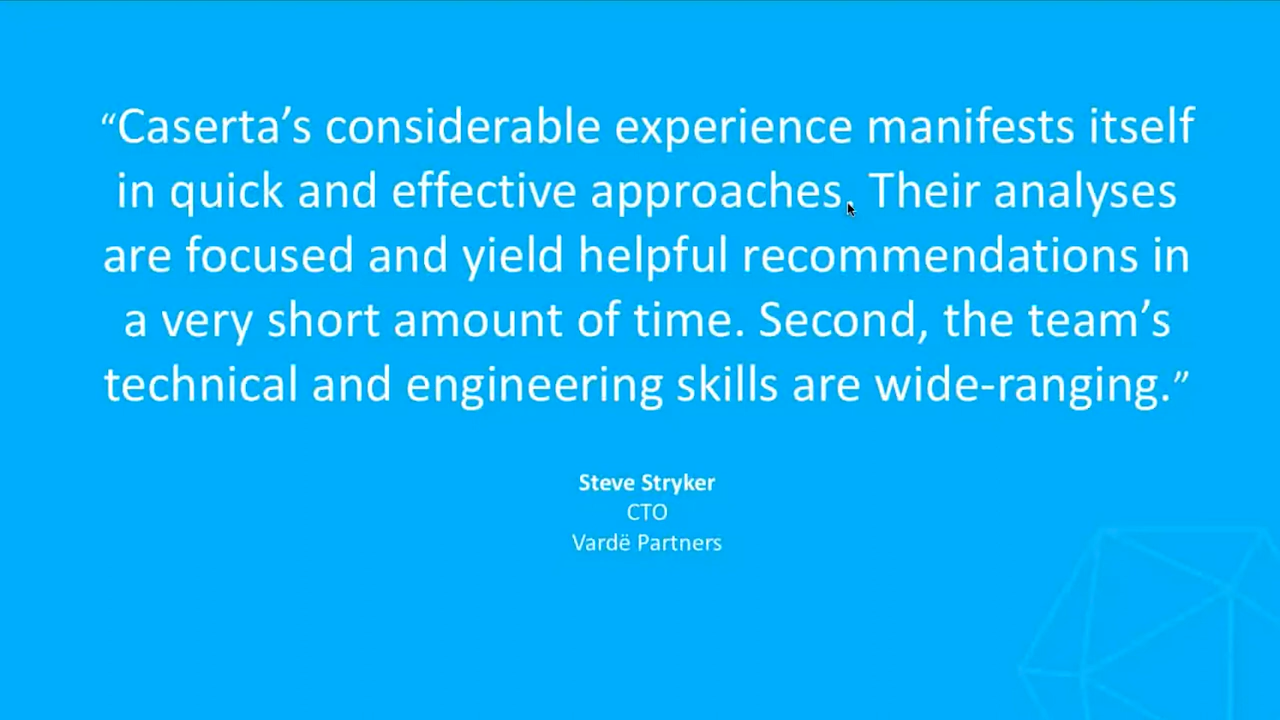 “Caserta’s considerable experience manifests itself
in quick and effective approaches. Their analyses
are focused and yield helpful recommendations in
a very short amount of time. Second, the team’s
technical and engineering skills are wide-ranging.”
Steve Stryker
CTO
Vardë Partners